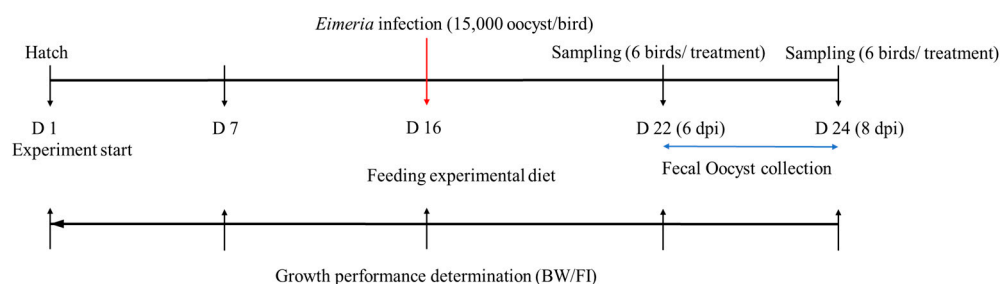 Eimeria infection (15,000 oocyst/bird)
Hatch
Sampling (6 birds/ treatment)
Sampling (6 birds/ treatment)
D 1
D 7
D 16
D 22 (6 dpi)
D 24 (8 dpi)
Experiment start
Fecal Oocyst collection
Feeding experimental diet
Growth performance determination (BW/FI)